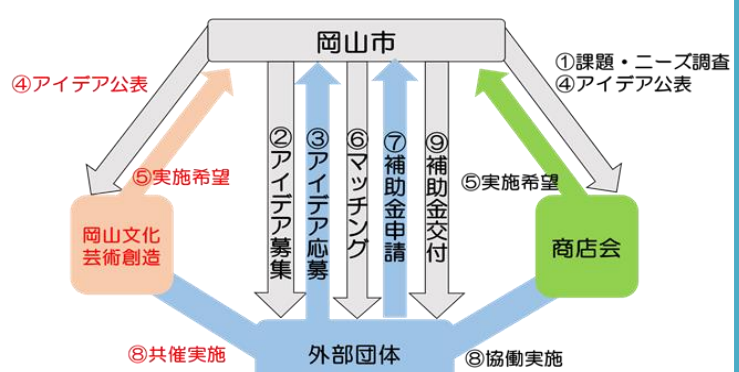 岡山市
①課題・ニーズ調査
④アイデア公表
④アイデア公表
②アイデア募集
③アイデア応募
⑥マッチング
⑦補助金申請
⑨補助金交付
⑤実施希望
⑤実施希望
岡山文化
芸術創造
商店会
⑧共催実施
外部団体
⑧協働実施